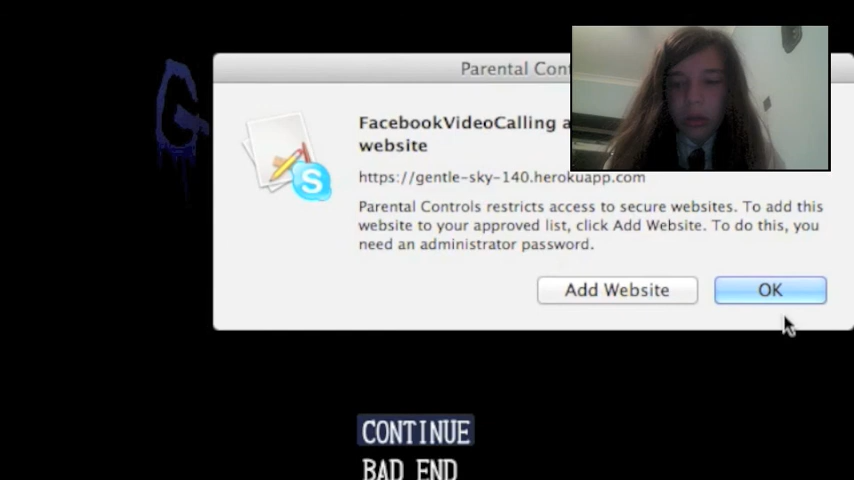 Parental Cont
G
FacebookVideoCalling a
website
https://gentle-sky-140.herokuapp.com
Parental Controls restricts access to secure websites. To add this
website to your approved list, click Add Website. To do this, you
need an administrator password.
Add Website OK
CONTINUE
BAD END